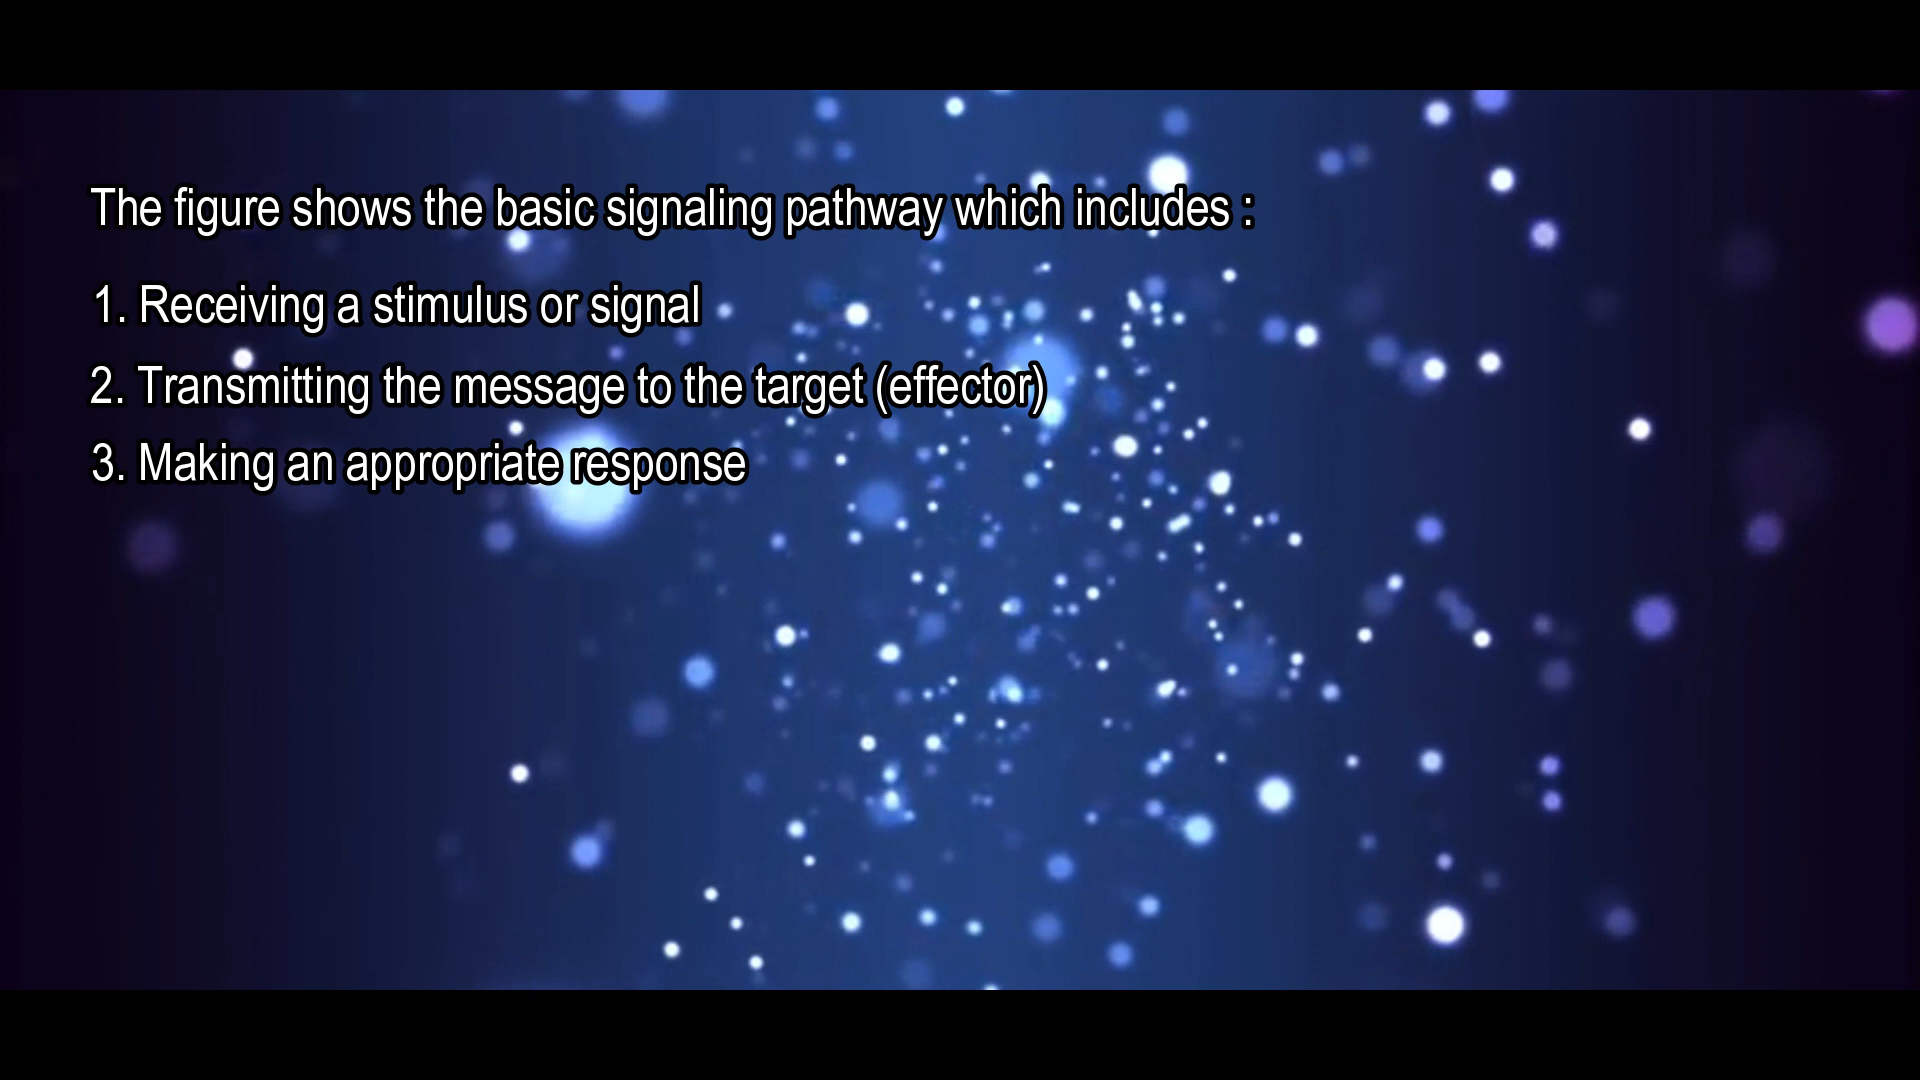 The figure shows the basic signaling pathway which includes :
1. Receiving a stimulus or signal
2. Transmitting the message to the target (effector)
3. Making an appropriate response